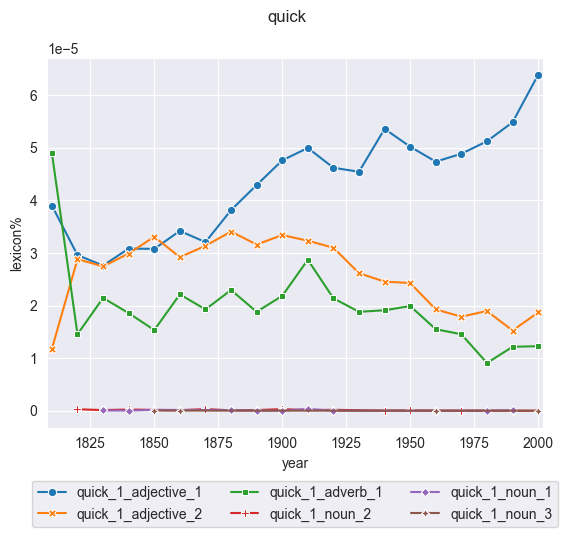 quick
1e−5
6
5
4
3
2
1
0
lexicon%
1825 1850 1875 1900 1925 1950 1975 2000
year
quick_1_adjective_1 quick_1_adverb_1 quick_1_noun_1
quick_1_adjective_2 quick_1_noun_2 quick_1_noun_3